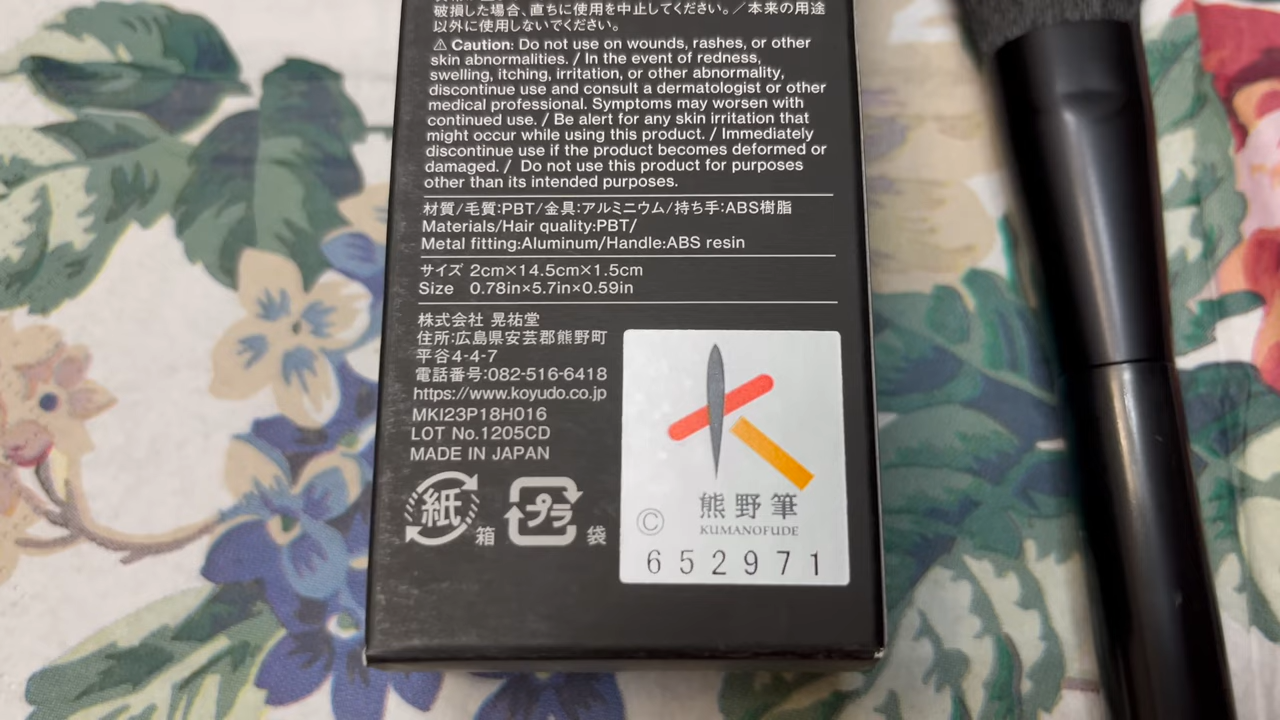 破損した場合、直ちに使用を中止してください。／本来の用途
以外に使用しないでください。
⚠ Caution: Do not use on wounds, rashes, or other
skin abnormalities. / In the event of redness,
swelling, itching, irritation, or other abnormality,
discontinue use and consult a dermatologist or other
medical professional. Symptoms may worsen with
continued use. / Be alert for any skin irritation that
might occur while using this product. / Immediately
discontinue use if the product becomes deformed or
damaged. / Do not use this product for purposes
other than its intended purposes.
材質/毛質:PBT/金具:アルミニウム/持ち手:ABS樹脂
Materials/Hair quality:PBT/
Metal fitting:Aluminum/Handle:ABS resin
サイズ 2cm×14.5cm×1.5cm
Size 0.78in×5.7in×0.59in
株式会社 晃祐堂
住所:広島県安芸郡熊野町
平谷4-4-7
電話番号:082-516-6418
https://www.koyudo.co.jp
MKI23P18H016
LOT No.1205CD
MADE IN JAPAN
紙 箱
プラ 袋
熊野筆
© KUMANOFUDE
652971